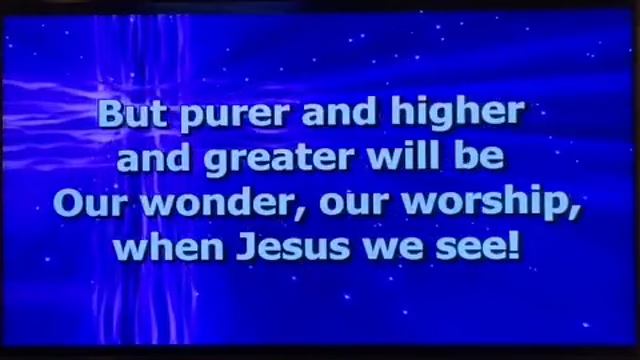 But purer and higher
and greater will be
Our wonder, our worship,
when Jesus we see!